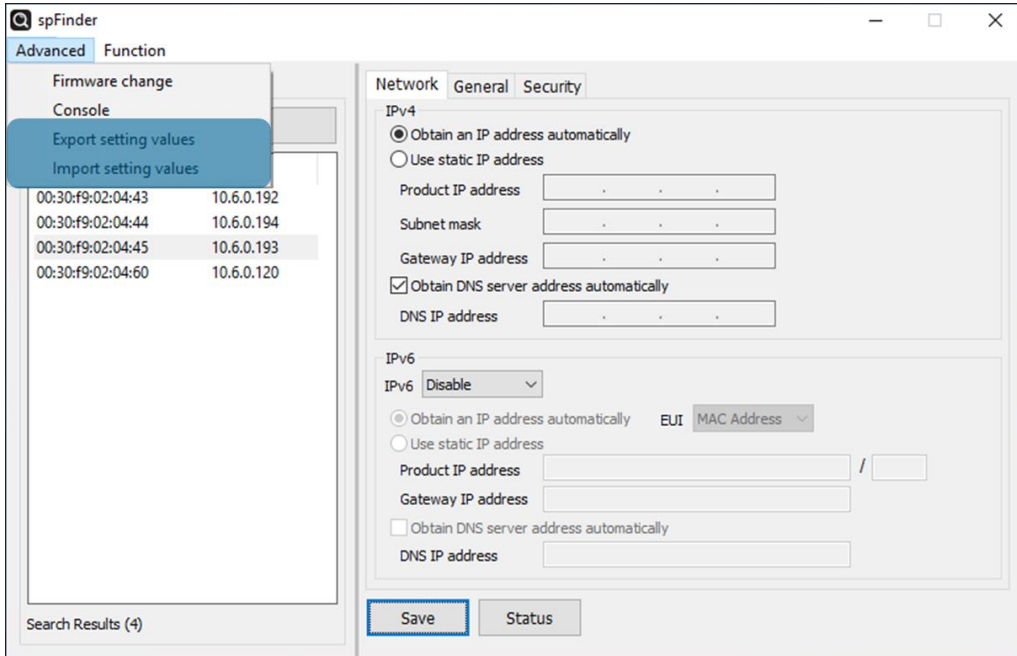 spFinder
Advanced Function
Firmware change
Console
Export setting values
Import setting values
00:30:f9:02:04:43 10.6.0.192
00:30:f9:02:04:44 10.6.0.194
00:30:f9:02:04:45 10.6.0.193
00:30:f9:02:04:60 10.6.0.120
Search Results (4)
Network General Security
IPv4
Obtain an IP address automatically
Use static IP address
Product IP address . . .
Subnet mask . . .
Gateway IP address . . .
Obtain DNS server address automatically
DNS IP address . . .
IPv6
IPv6 Disable
Obtain an IP address automatically EUI MAC Address
Use static IP address
Product IP address /
Gateway IP address
Obtain DNS server address automatically
DNS IP address
Save Status